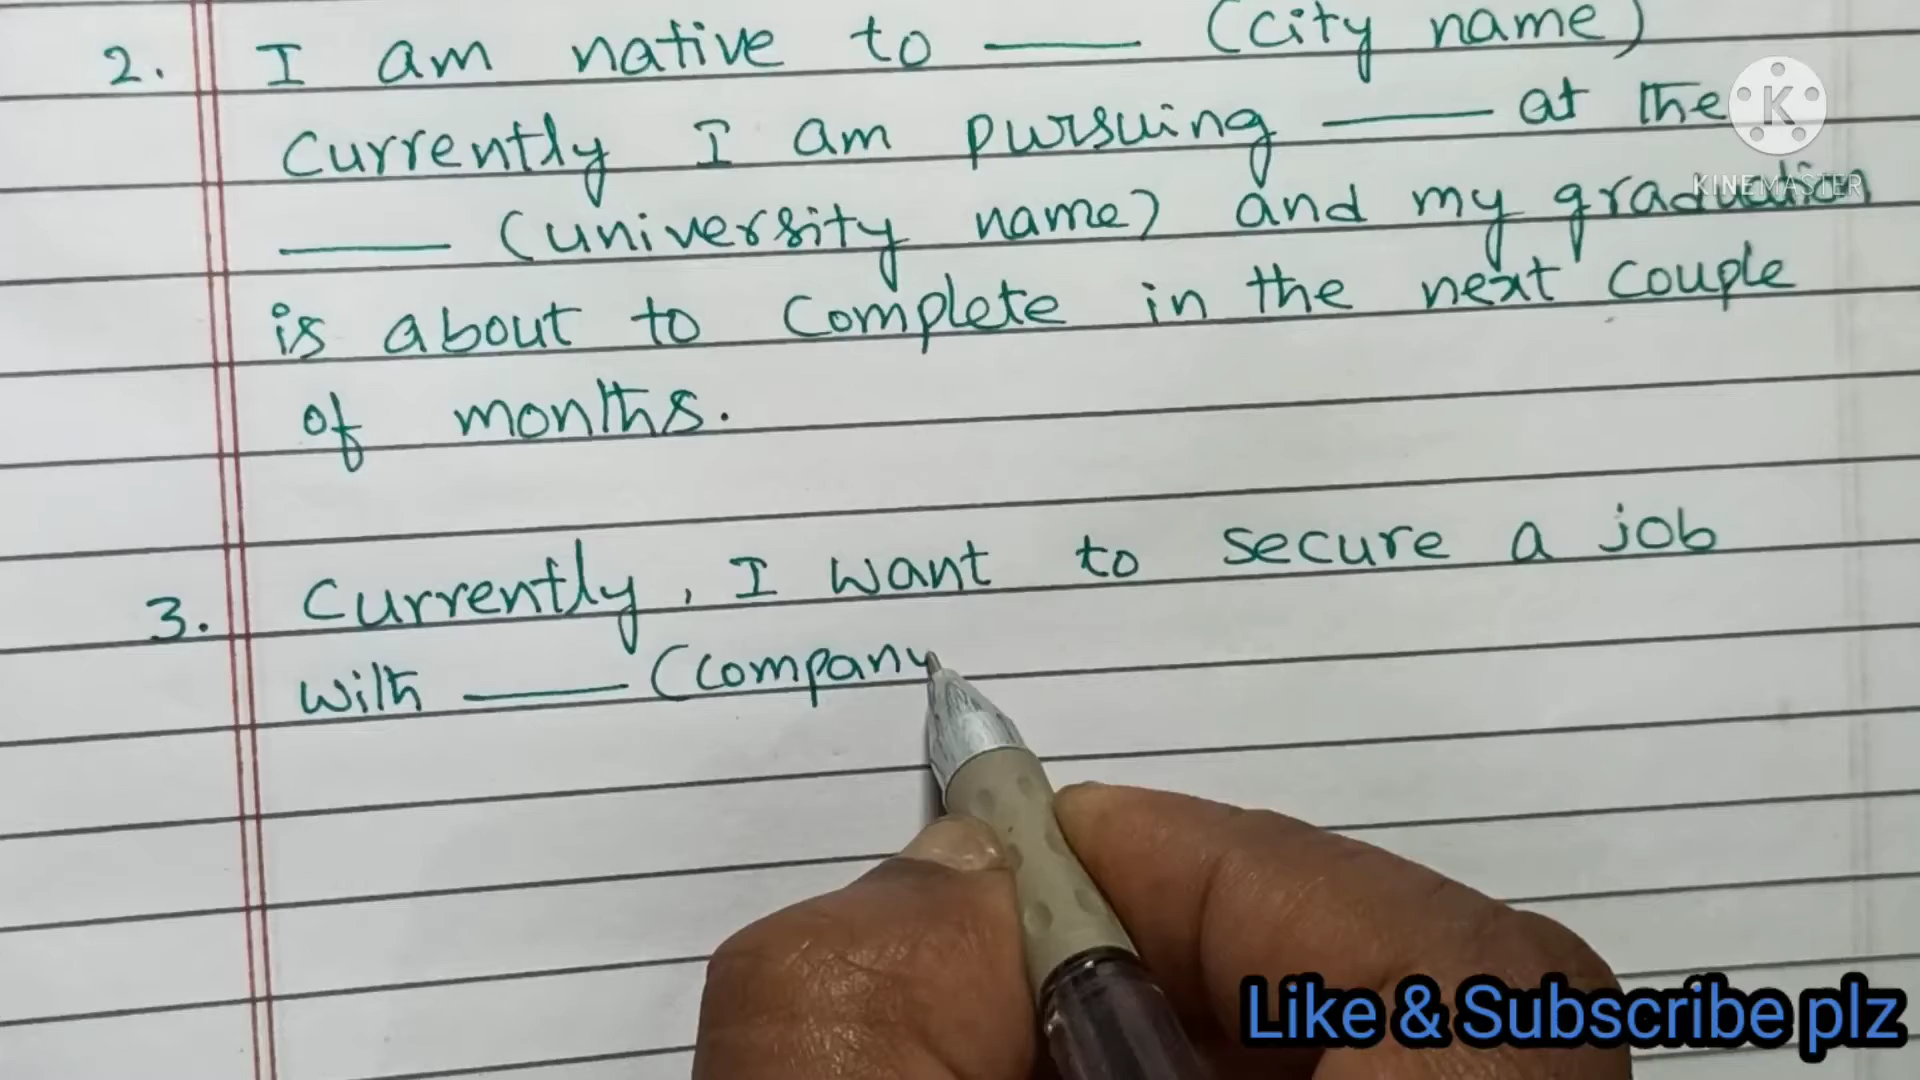 2. I am native to ____ (city name)
Currently I am pursuing ____ at the
____ (university name) and my graduation
is about to complete in the next couple
of months.
3. Currently, I want to secure a job
with ____ (company
K
KINEMASTER
Like & Subscribe plz